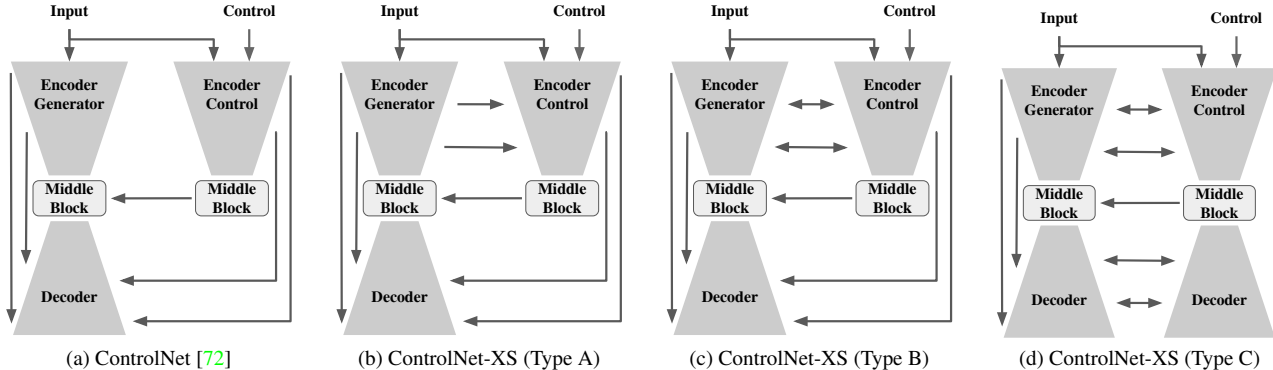 Input Control
Encoder Generator
Encoder Control
Middle Block
Middle Block
Decoder
(a) ControlNet [72]
Input Control
Encoder Generator
Encoder Control
Middle Block
Middle Block
Decoder
(b) ControlNet-XS (Type A)
Input Control
Encoder Generator
Encoder Control
Middle Block
Middle Block
Decoder
(c) ControlNet-XS (Type B)
Input Control
Encoder Generator
Encoder Control
Middle Block
Middle Block
Decoder
Decoder
(d) ControlNet-XS (Type C)